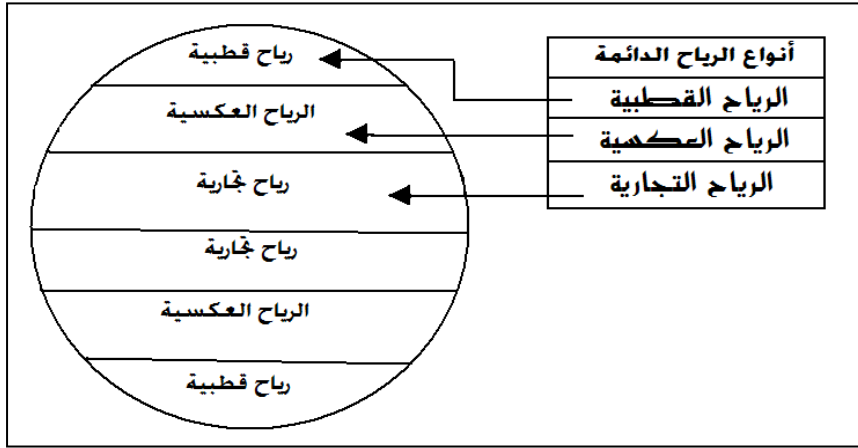 أنواع الرياح الدائمة
الرياح القطبية
الرياح العكسية
الرياح التجارية
رياح قطبية
الرياح العكسية
رياح تجارية
رياح تجارية
الرياح العكسية
رياح قطبية